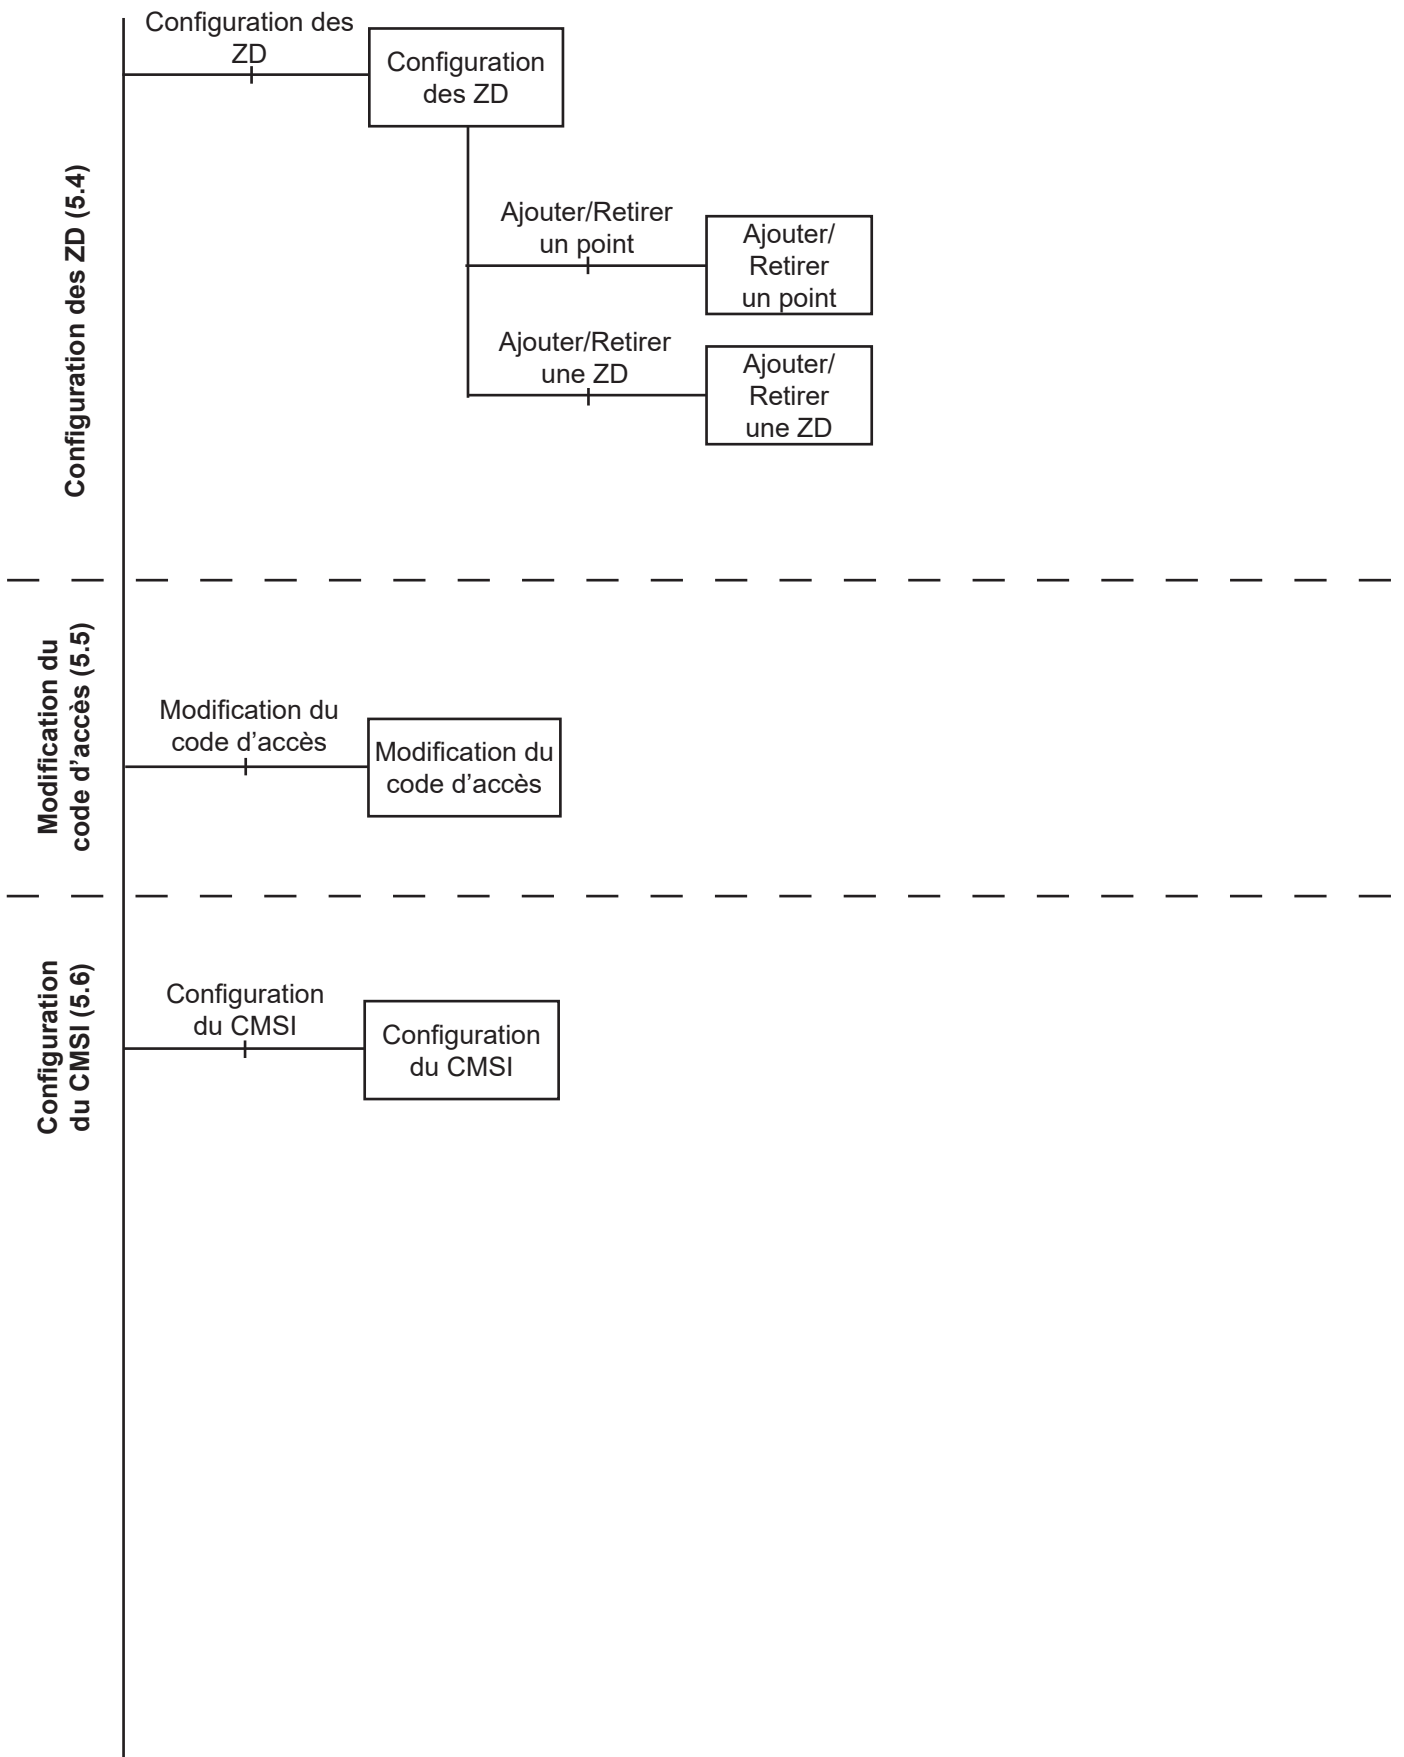 Configuration des
ZD
Configuration
des ZD
Configuration des ZD (5.4)
Ajouter/Retirer
un point
Ajouter/
Retirer
un point
Ajouter/Retirer
une ZD
Ajouter/
Retirer
une ZD
Modification du
code d’accès (5.5)
Modification du
code d’accès
Modification du
code d’accès
Configuration
du CMSI (5.6)
Configuration
du CMSI
Configuration
du CMSI